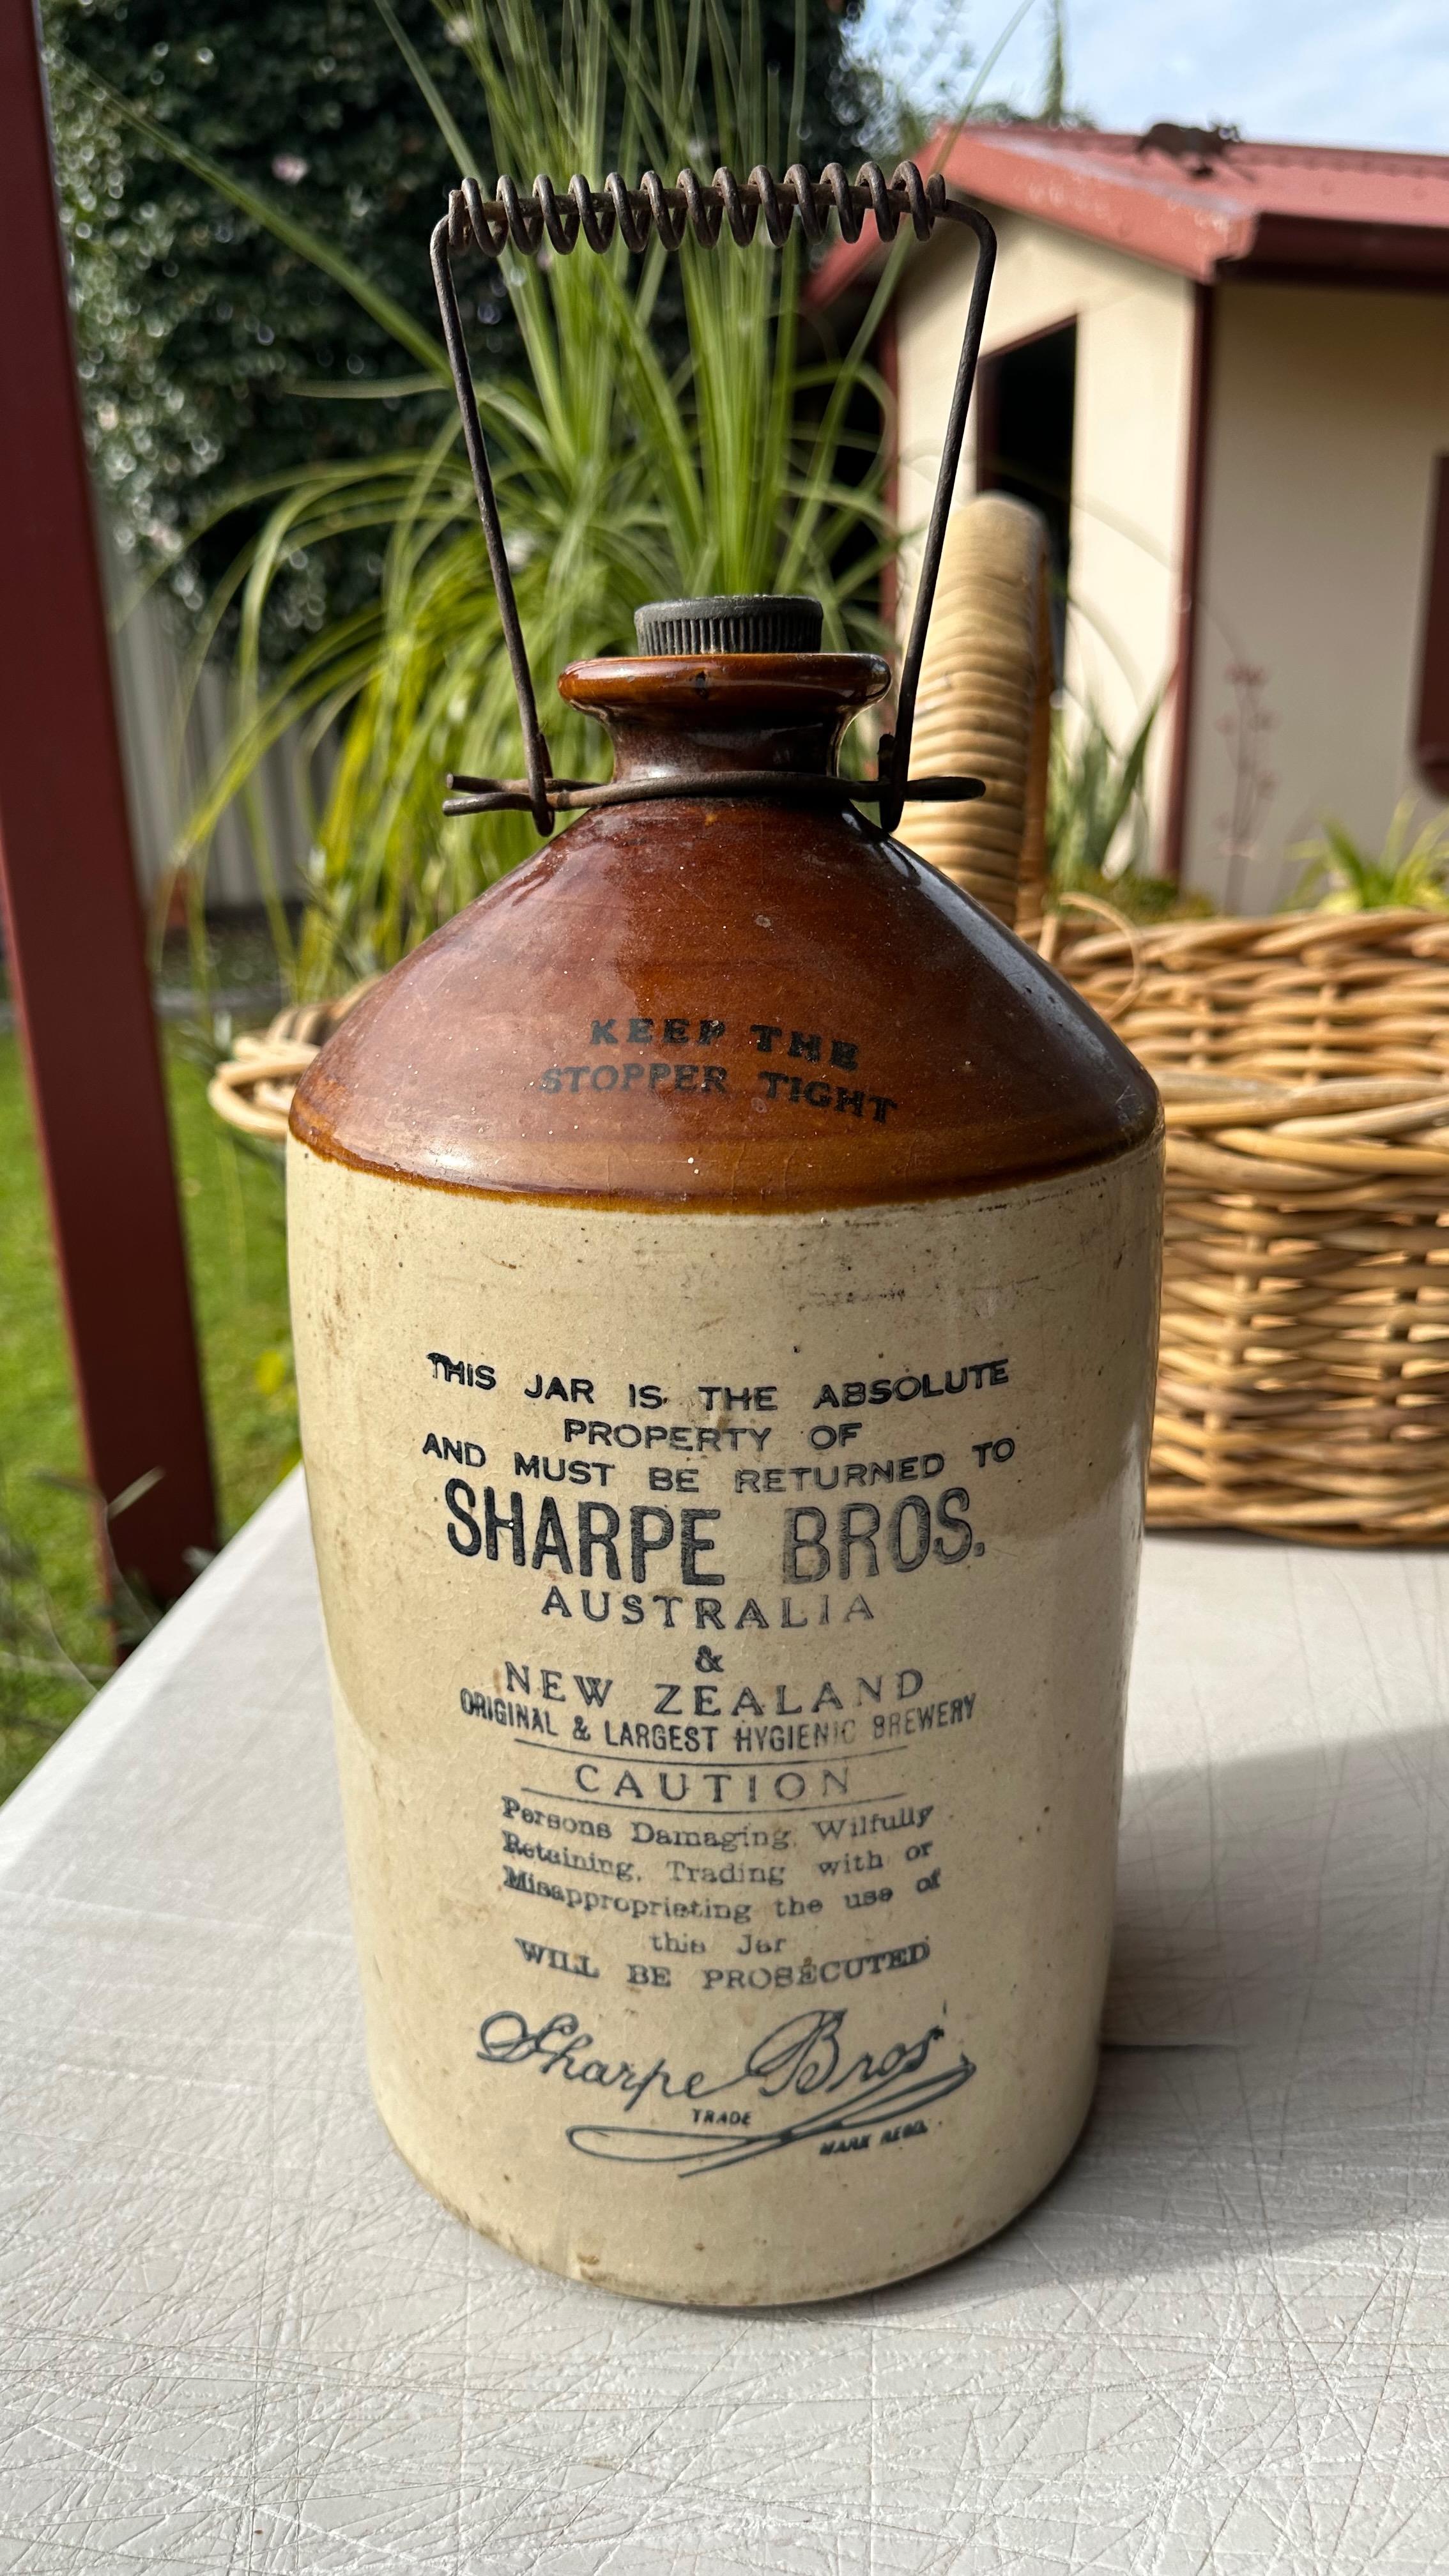 KEEP THE
STOPPER TIGHT
THIS JAR IS THE ABSOLUTE
PROPERTY OF
AND MUST BE RETURNED TO
SHARPE BROS.
AUSTRALIA
&
NEW ZEALAND
ORIGINAL & LARGEST HYGIENIC BREWERY
CAUTION
Persons Damaging, Wilfully
Retaining, Trading with or
Misappropriating the use of
this Jar
WILL BE PROSECUTED
Sharpe Bros
TRADE
MARK REGD.